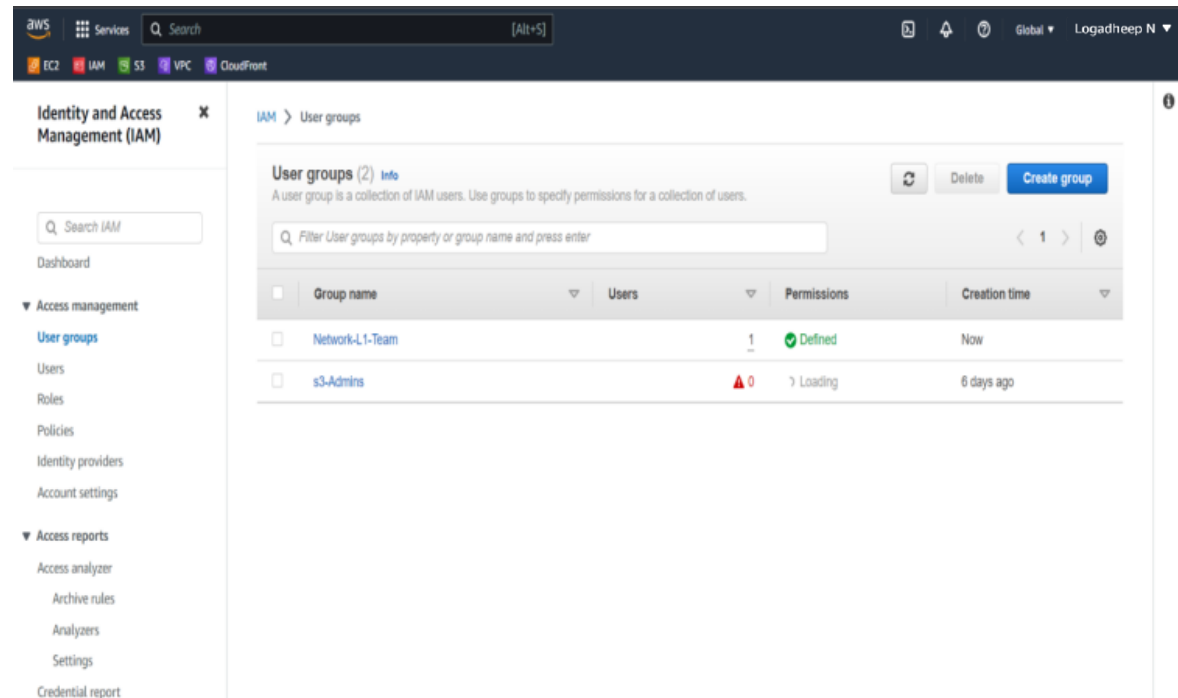 aws Services Search [Alt+S] Global Logadheep N
EC2 IAM S3 VPC CloudFront
Identity and Access
Management (IAM)
Search IAM
Dashboard
Access management
User groups
Users
Roles
Policies
Identity providers
Account settings
Access reports
Access analyzer
Archive rules
Analyzers
Settings
Credential report
IAM > User groups
User groups (2) Info
A user group is a collection of IAM users. Use groups to specify permissions for a collection of users.
Delete
Create group
Filter User groups by property or group name and press enter
< 1 >
Group name Users Permissions Creation time
Network-L1-Team 1 Defined Now
s3-Admins 0 Loading 6 days ago